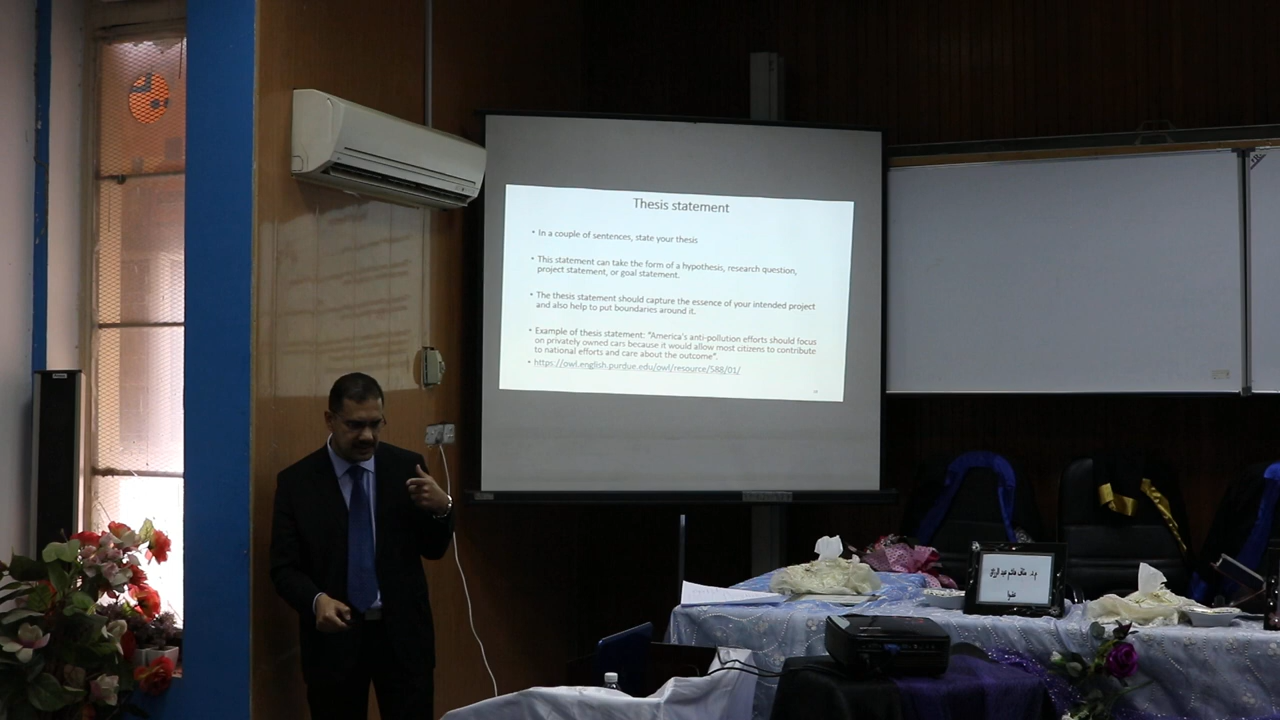 Thesis statement
• In a couple of sentences, state your thesis
• This statement can take the form of a hypothesis, research question,
project statement, or goal statement.
• The thesis statement should capture the essence of your intended project
and also help to put boundaries around it.
• Example of thesis statement: "America's anti-pollution efforts should focus
on privately owned cars because it would allow most citizens to contribute
to national efforts and care about the outcome".
• https://owl.english.purdue.edu/owl/resource/588/01/